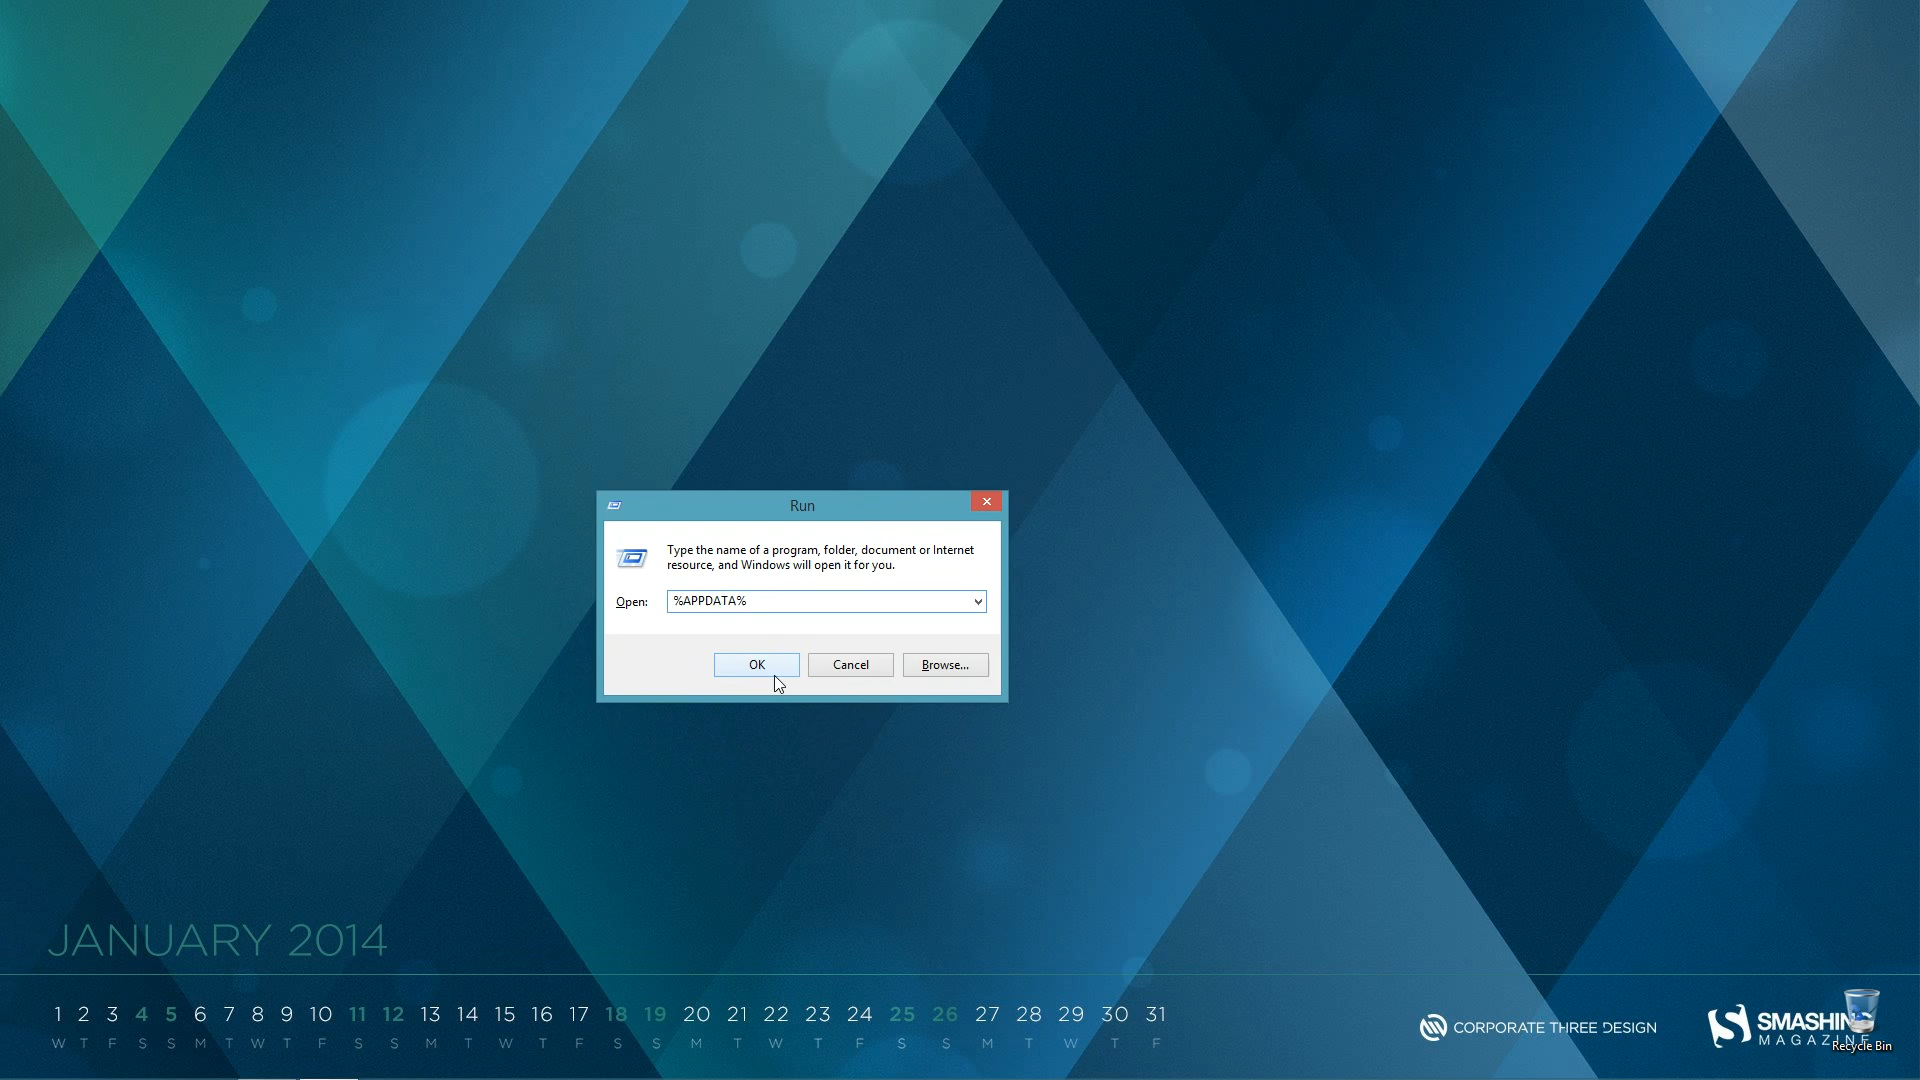 Run
Type the name of a program, folder, document or Internet
resource, and Windows will open it for you.
Open: %APPDATA%
OK Cancel Browse...
JANUARY 2014
1 2 3 4 5 6 7 8 9 10 11 12 13 14 15 16 17 18 19 20 21 22 23 24 25 26 27 28 29 30 31
W T F S S M T W T F S S M T W T F S S M T W T F S S M T W T F
CORPORATE THREE DESIGN
SMASHING
MAGAZINE
Recycle Bin